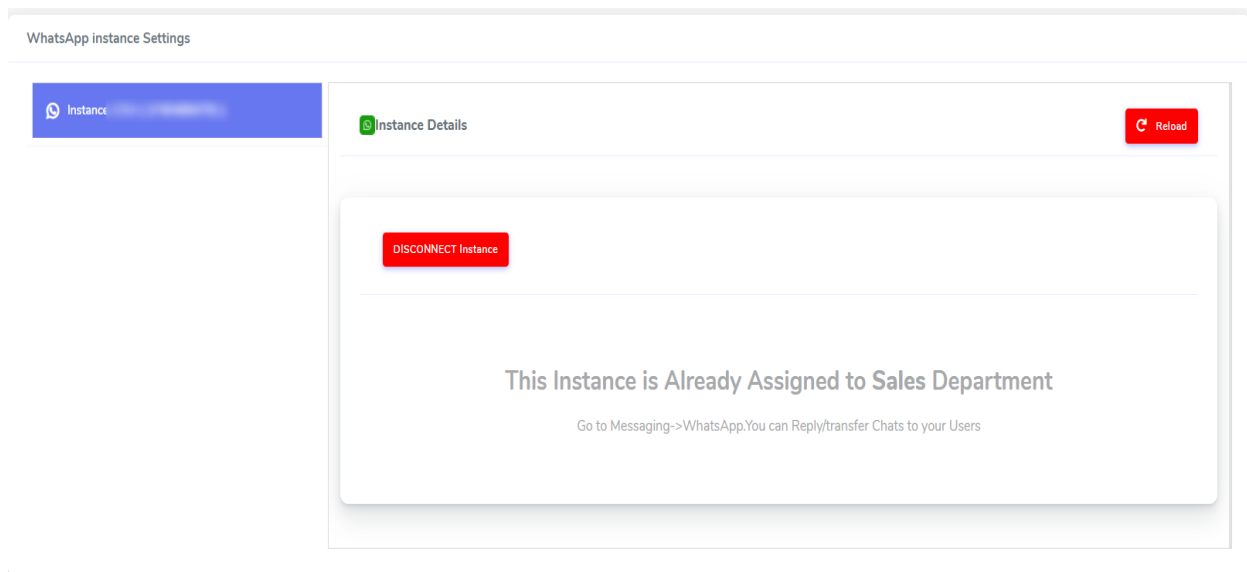 WhatsApp instance Settings
Instance
Instance Details
Reload
DISCONNECT Instance
This Instance is Already Assigned to Sales Department
Go to Messaging->WhatsApp.You can Reply/transfer Chats to your Users